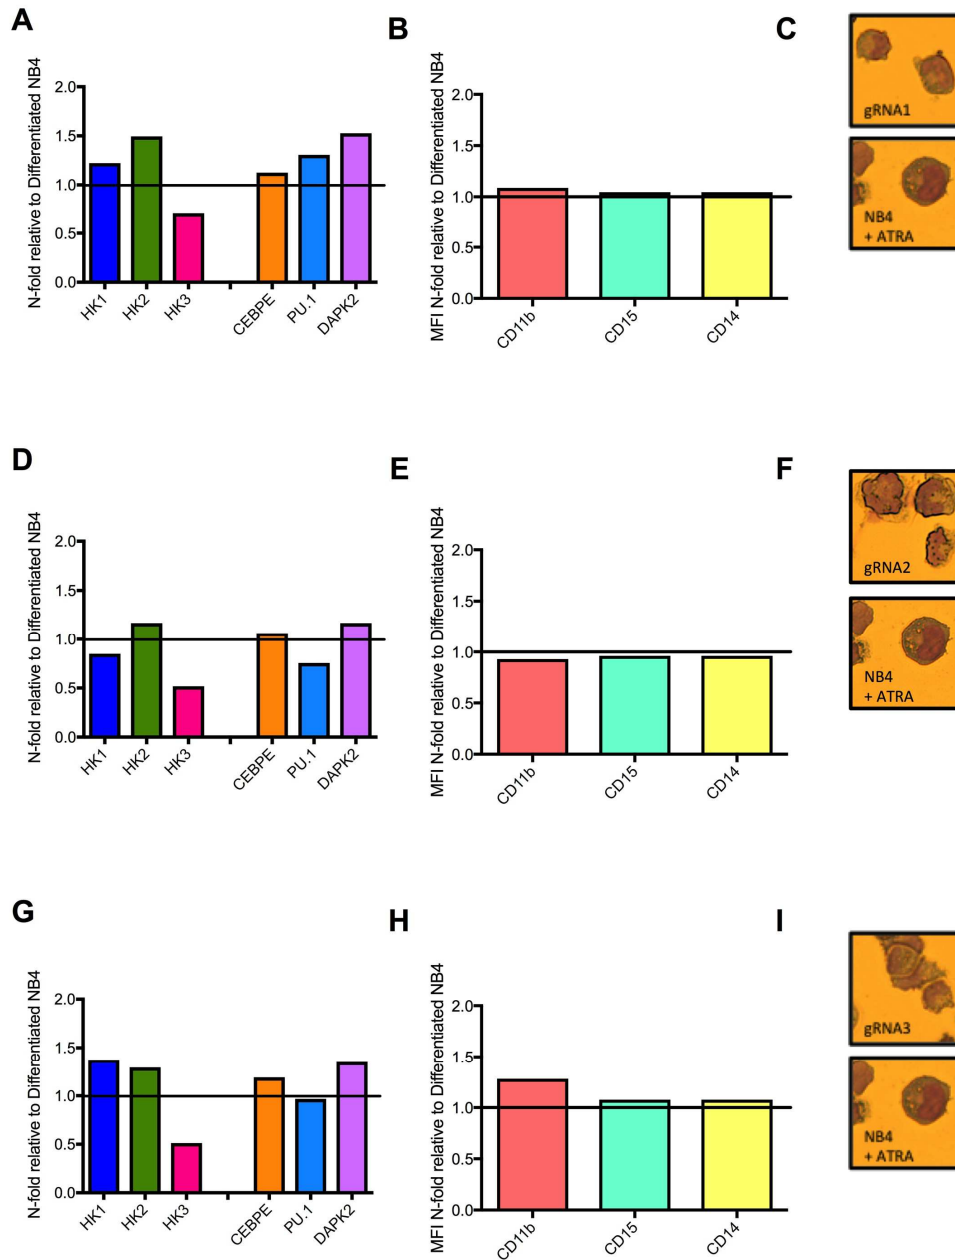 A
B
C
N-fold relative to Differentiated NB4
2.0
1.5
1.0
0.5
0.0
HK1
HK2
HK3
CEBPE
PU.1
DAPK2
MFI N-fold relative to Differentiated NB4
2.0
1.5
1.0
0.5
0.0
CD11b
CD15
CD14
gRNA1
NB4
+ ATRA
D
E
F
N-fold relative to Differentiated NB4
2.0
1.5
1.0
0.5
0.0
HK1
HK2
HK3
CEBPE
PU.1
DAPK2
MFI N-fold relative to Differentiated NB4
2.0
1.5
1.0
0.5
0.0
CD11b
CD15
CD14
gRNA2
NB4
+ ATRA
G
H
I
N-fold relative to Differentiated NB4
2.0
1.5
1.0
0.5
0.0
HK1
HK2
HK3
CEBPE
PU.1
DAPK2
MFI N-fold relative to Differentiated NB4
2.0
1.5
1.0
0.5
0.0
CD11b
CD15
CD14
gRNA3
NB4
+ ATRA